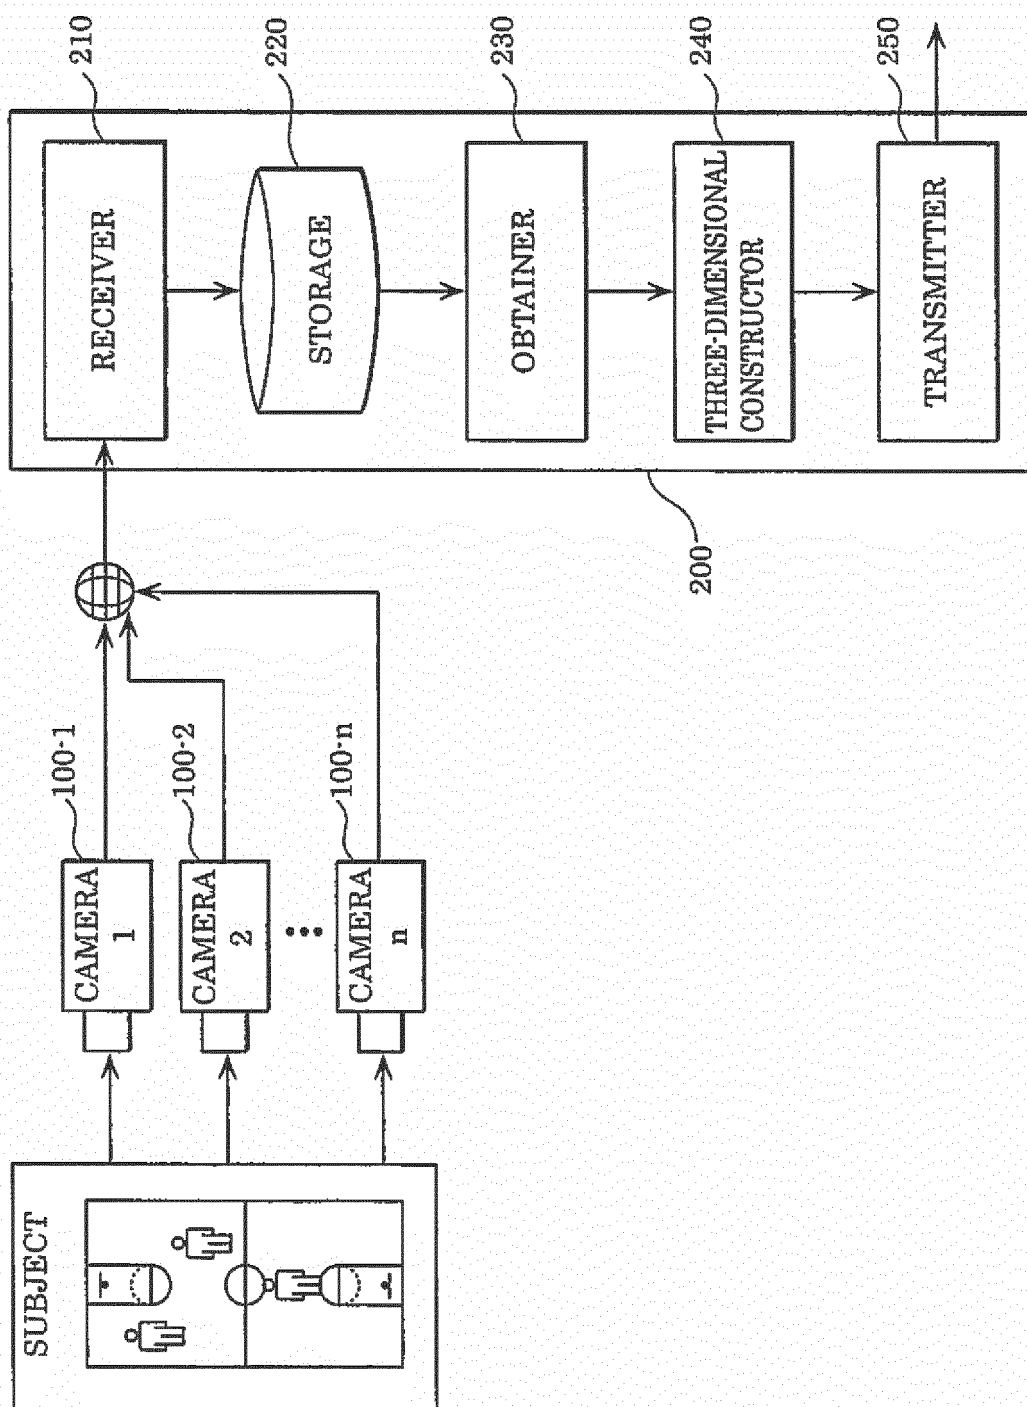 SUBJECT
CAMERA
1
100-1
CAMERA
2
100-2
CAMERA
n
100-n
200
RECEIVER
210
STORAGE
220
OBTAINER
230
THREE-DIMENSIONAL
CONSTRUCTOR
240
TRANSMITTER
250